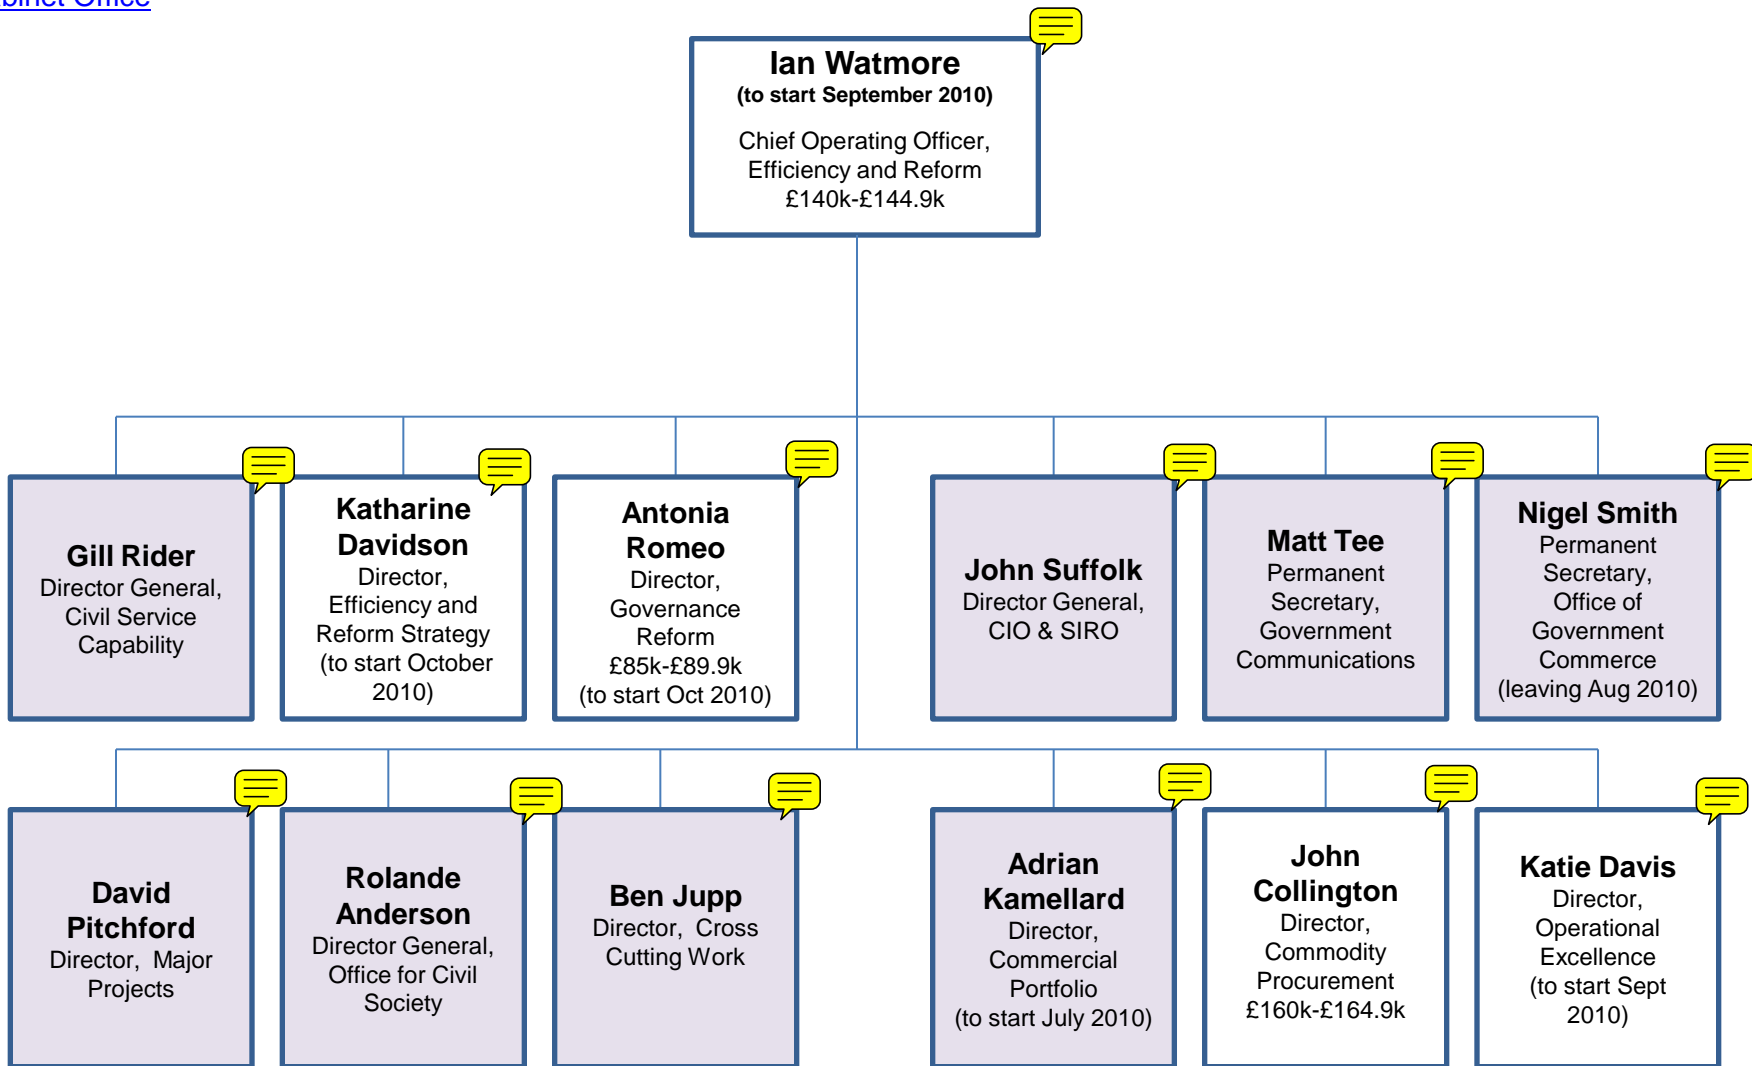 Office
Ian Watmore
(to start September 2010)
Chief Operating Officer,
Efficiency and Reform
£140k-£144.9k
Gill Rider
Director General,
Civil Service
Capability
Katharine
Davidson
Director,
Efficiency and
Reform Strategy
(to start October
2010)
Antonia
Romeo
Director,
Governance
Reform
£85k-£89.9k
(to start Oct 2010)
John Suffolk
Director General,
CIO & SIRO
Matt Tee
Permanent
Secretary,
Government
Communications
Nigel Smith
Permanent
Secretary,
Office of
Government
Commerce
(leaving Aug 2010)
David
Pitchford
Director, Major
Projects
Rolande
Anderson
Director General,
Office for Civil
Society
Ben Jupp
Director, Cross
Cutting Work
Adrian
Kamellard
Director,
Commercial
Portfolio
(to start July 2010)
John
Collington
Director,
Commodity
Procurement
£160k-£164.9k
Katie Davis
Director,
Operational
Excellence
(to start Sept
2010)